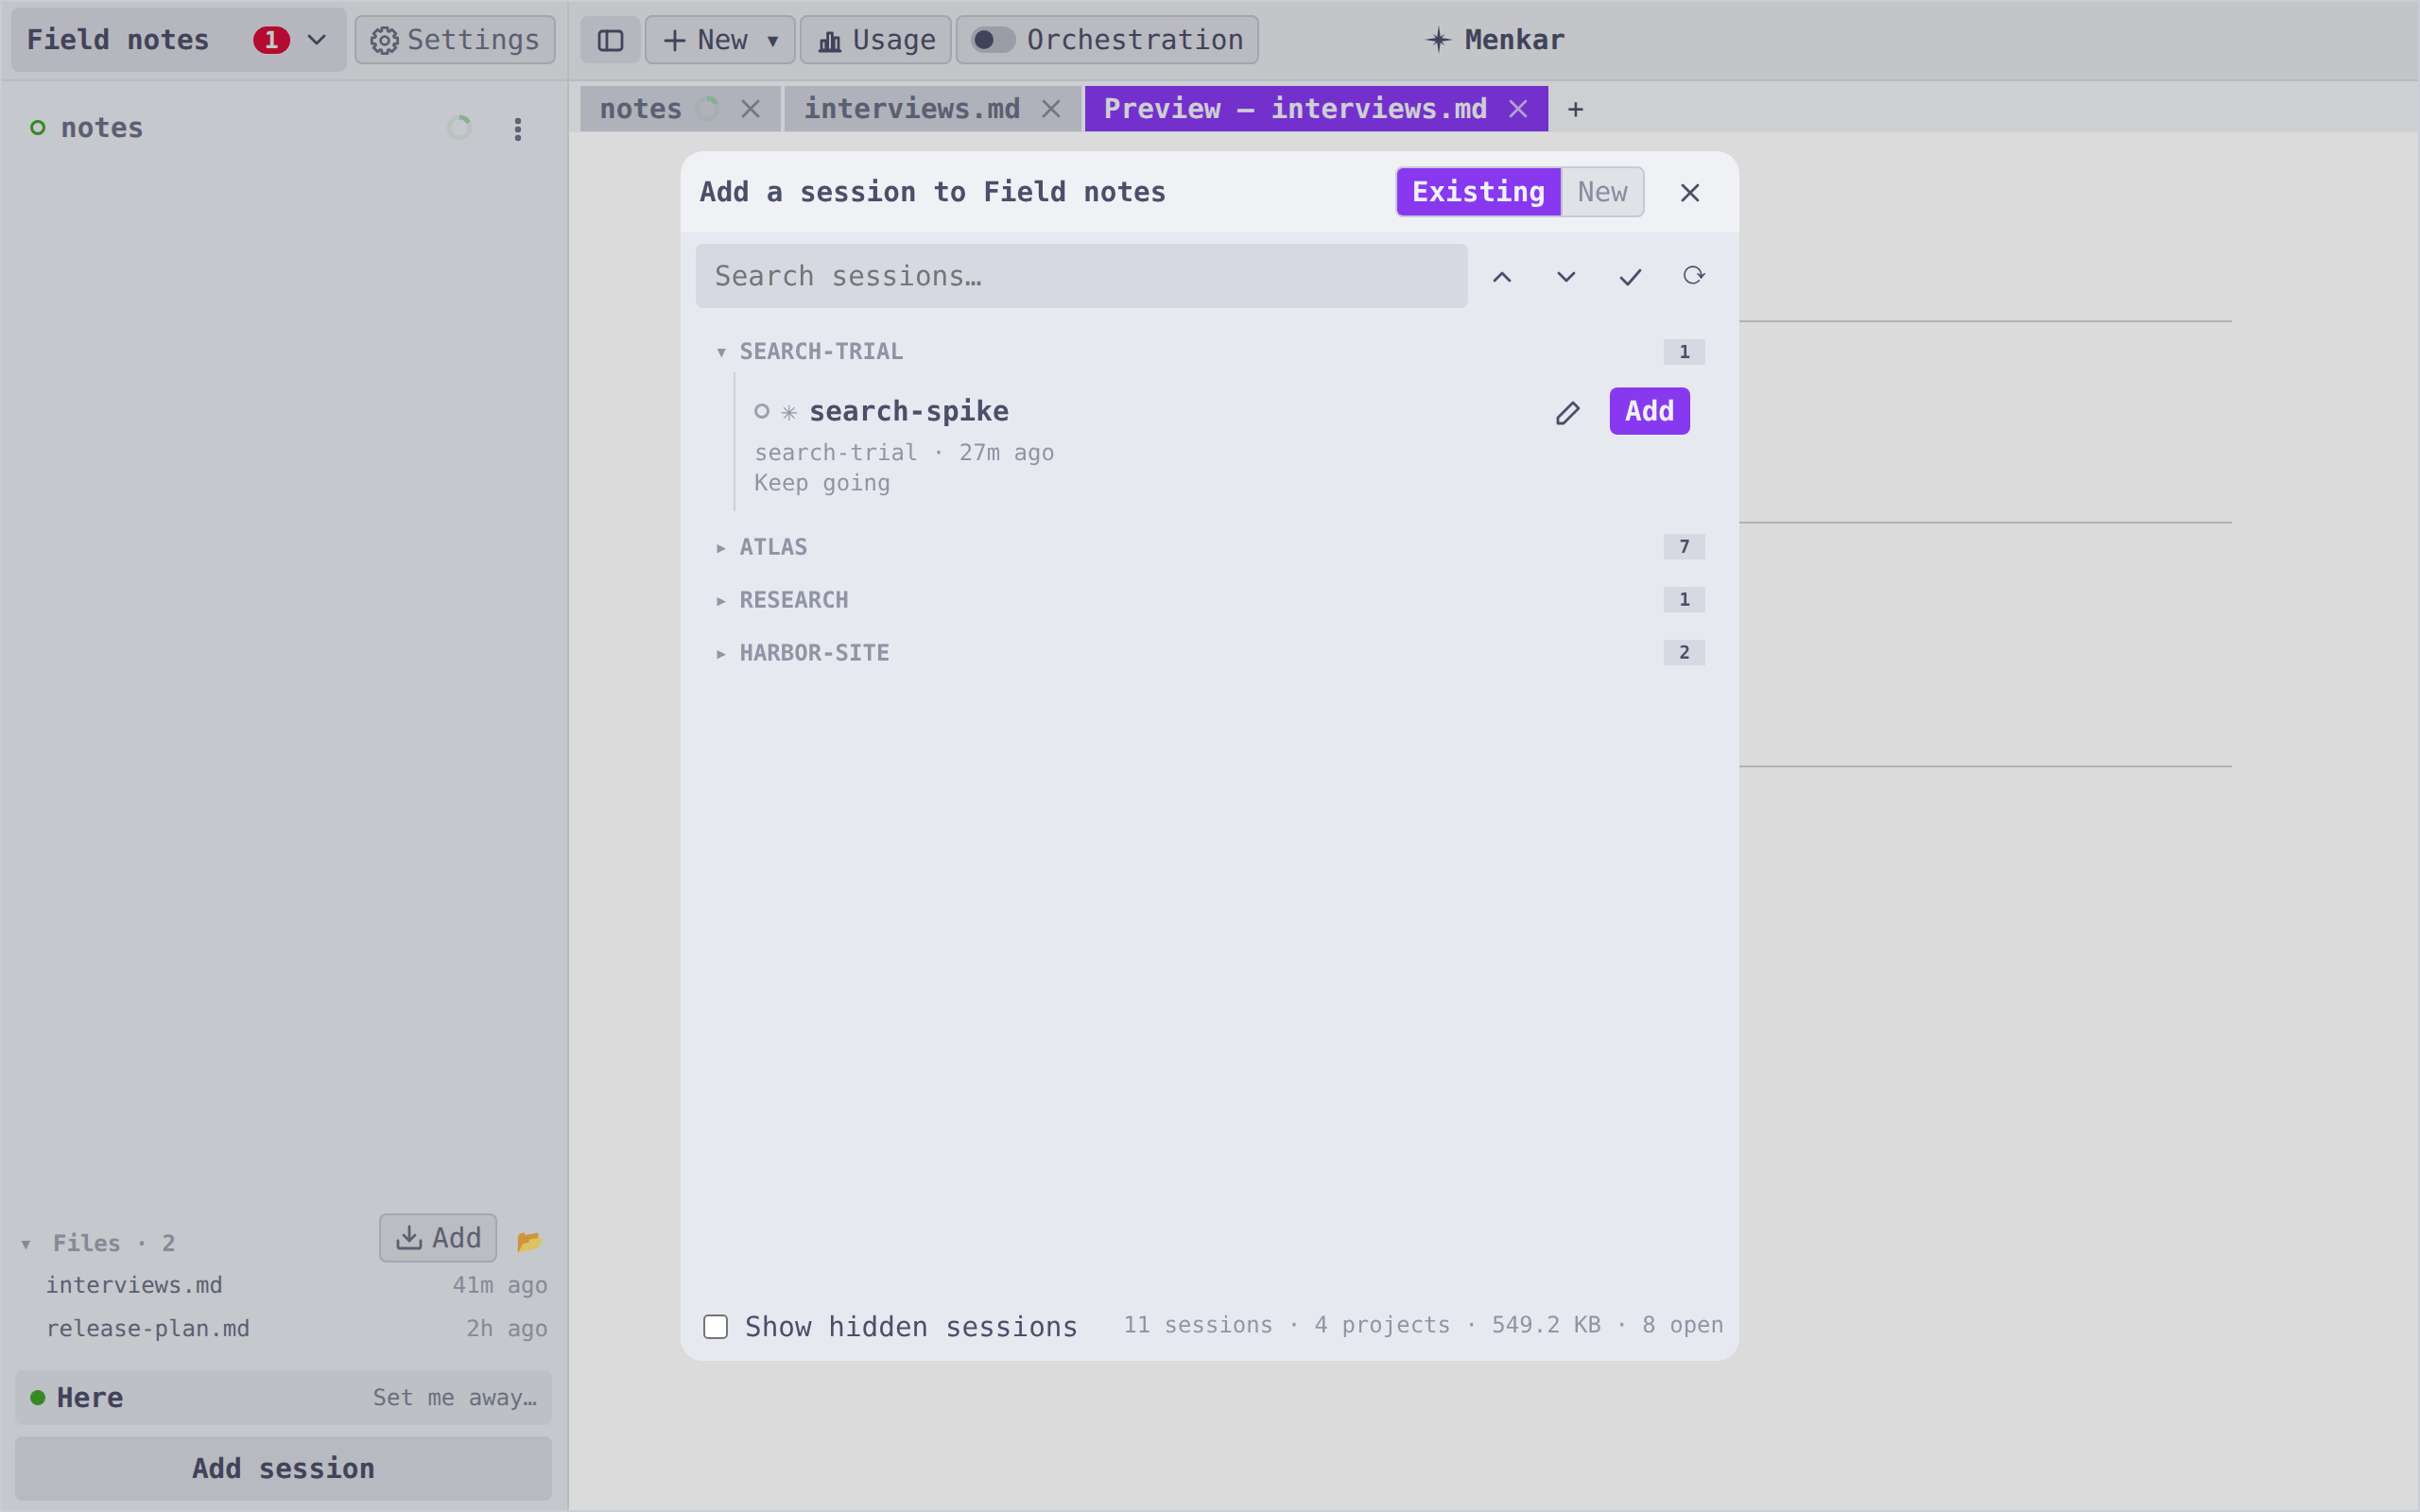 Field notes 1 Settings
New Usage Orchestration Menkar
notes
notes interviews.md Preview — interviews.md +
Add a session to Field notes Existing New
Search sessions…
SEARCH-TRIAL 1
search-spike Add
search-trial · 27m ago
Keep going
ATLAS 7
RESEARCH 1
HARBOR-SITE 2
Show hidden sessions 11 sessions · 4 projects · 549.2 KB · 8 open
Files · 2 Add
interviews.md 41m ago
release-plan.md 2h ago
Here Set me away…
Add session